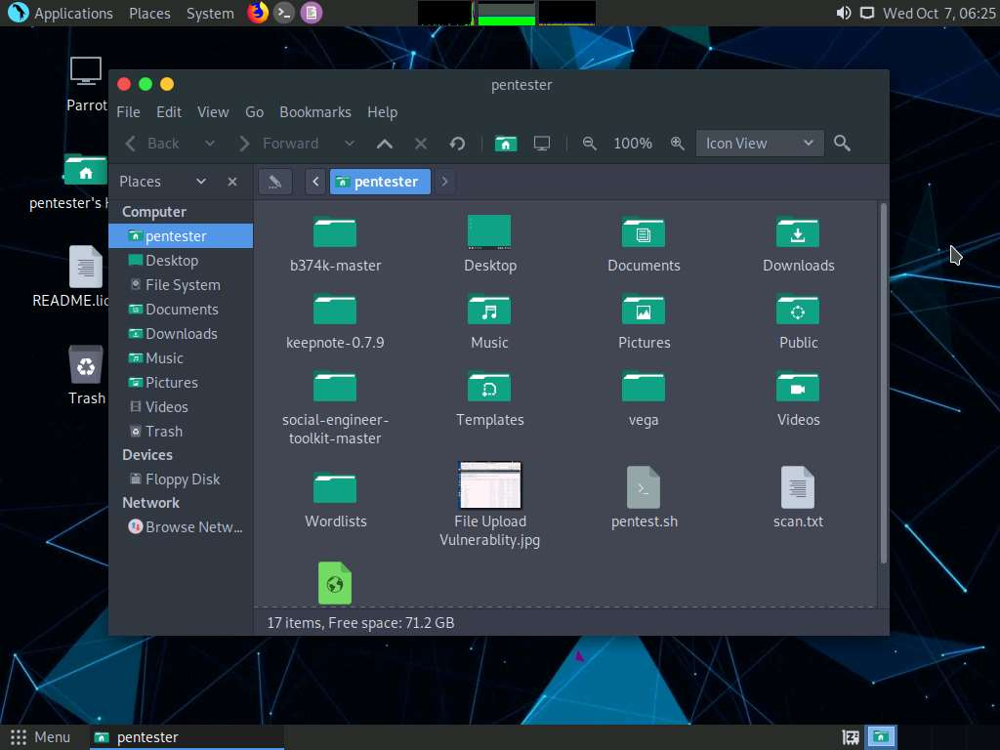 Applications Places System Wed Oct 7, 06:25
pentester
File Edit View Go Bookmarks Help
Back Forward 100% Icon View
Places pentester
Computer
pentester
Desktop
File System
Documents
Downloads
Music
Pictures
Videos
Trash
Devices
Floppy Disk
Network
Browse Netw...
b374k-master Desktop Documents Downloads
keepnote-0.7.9 Music Pictures Public
social-engineer- Templates vega Videos
toolkit-master
Wordlists File Upload pentest.sh scan.txt
Vulnerablity.jpg
17 items, Free space: 71.2 GB
Parrot
pentester's H
README.lic
Trash
Menu pentester